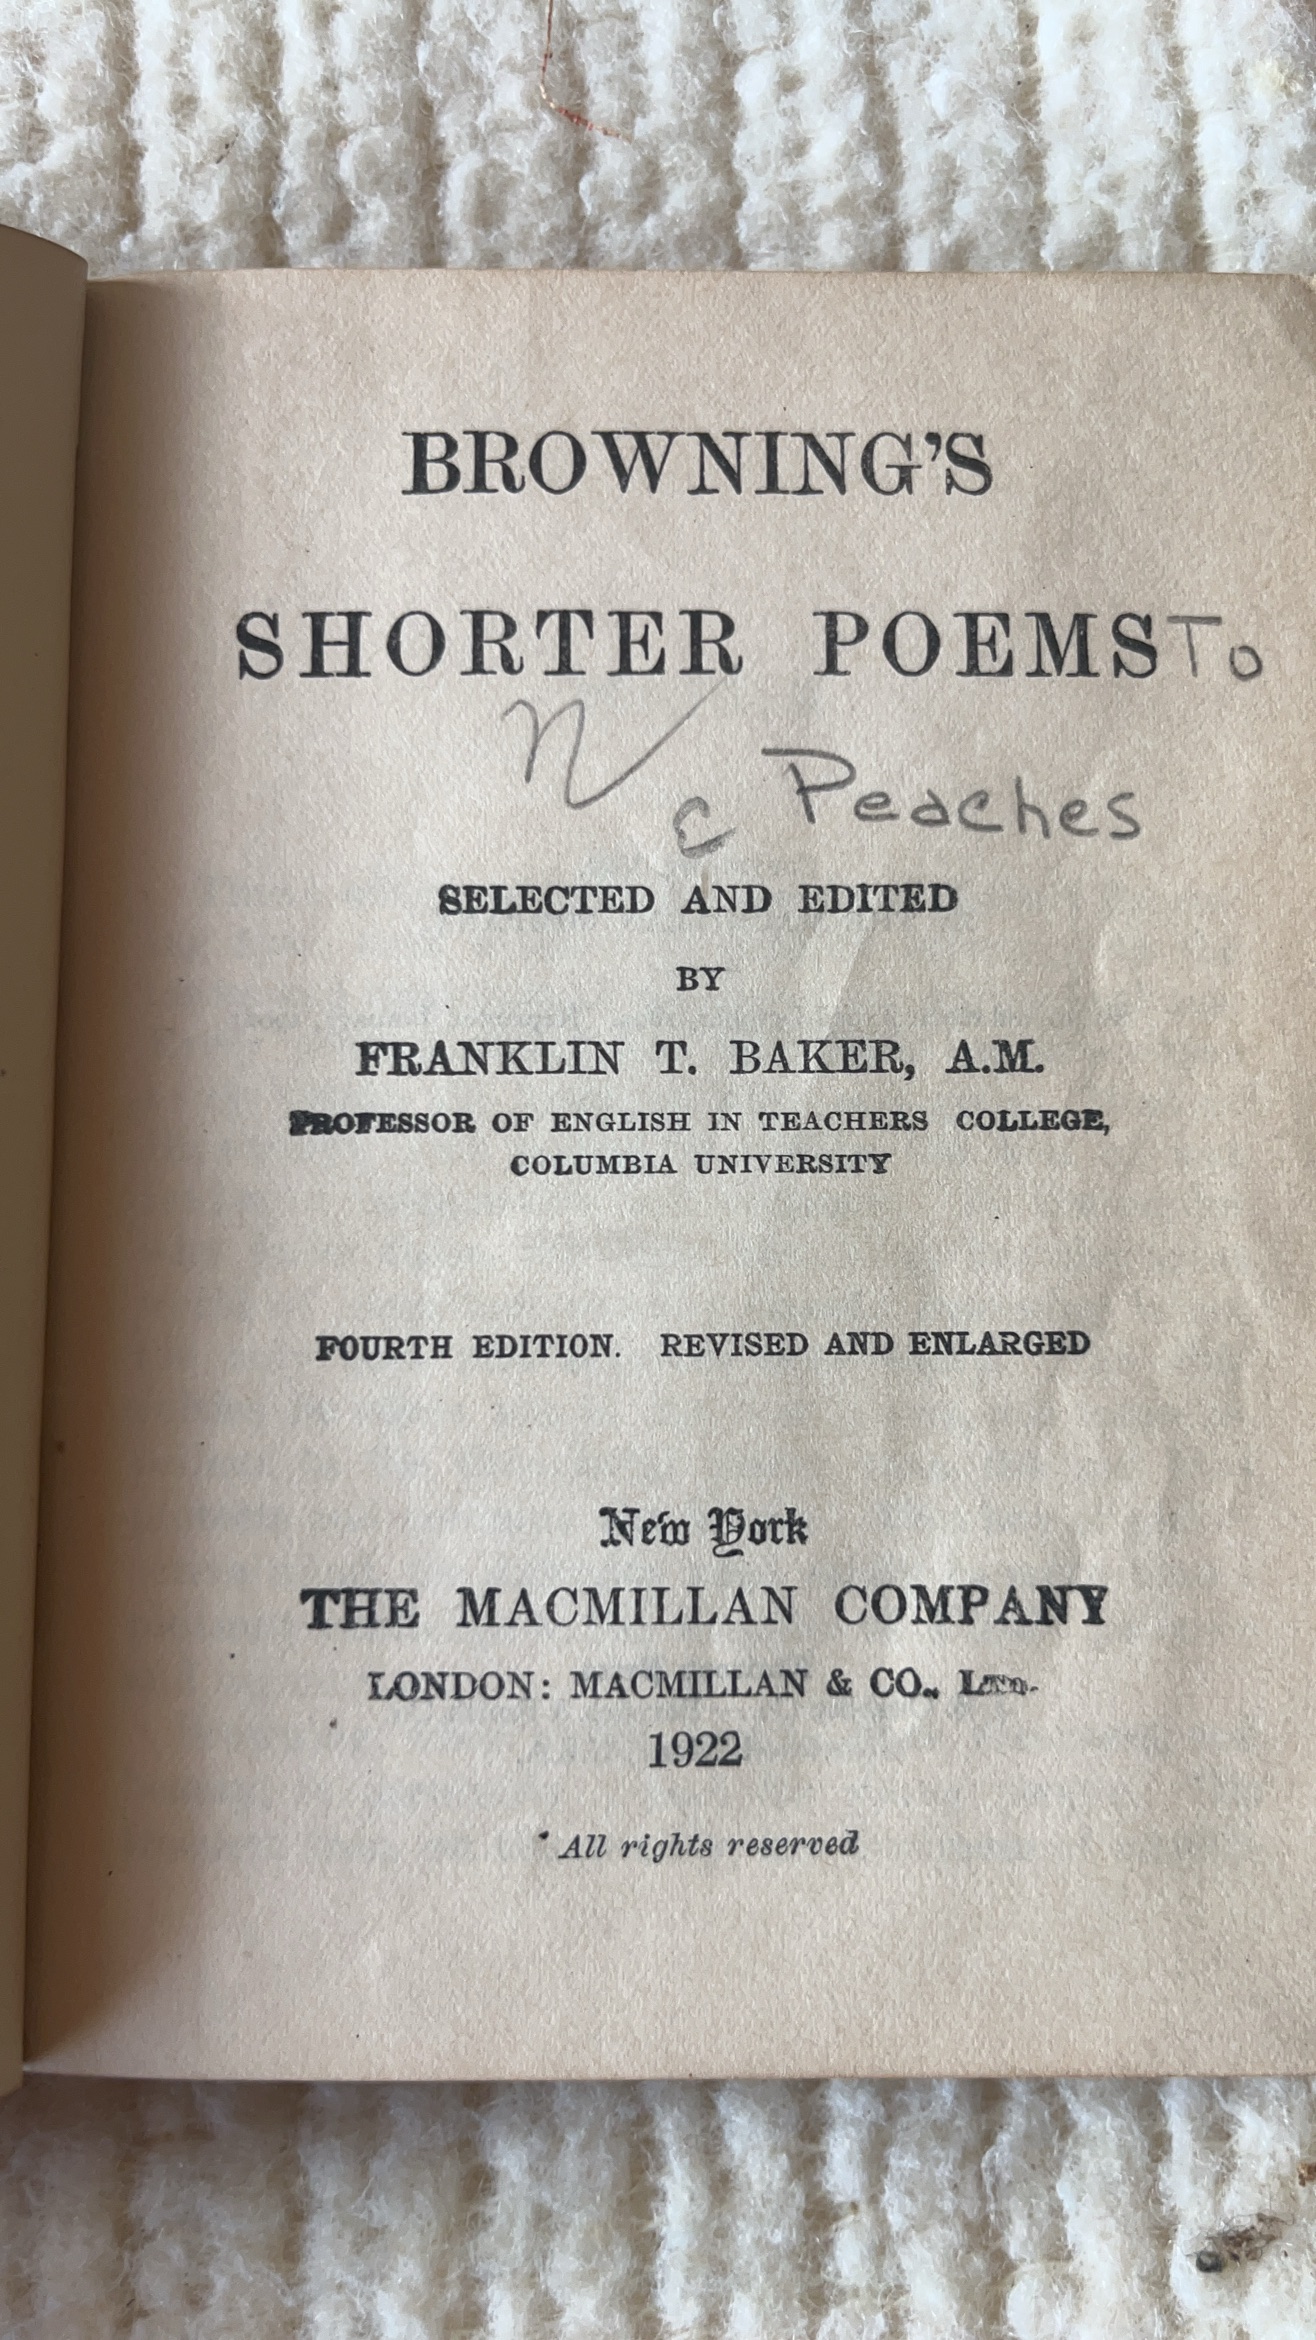 BROWNING'S
SHORTER POEMS To
Peaches
SELECTED AND EDITED
BY
FRANKLIN T. BAKER, A.M.
PROFESSOR OF ENGLISH IN TEACHERS COLLEGE,
COLUMBIA UNIVERSITY
FOURTH EDITION. REVISED AND ENLARGED
New York
THE MACMILLAN COMPANY
LONDON: MACMILLAN & CO., LTD.
1922
All rights reserved